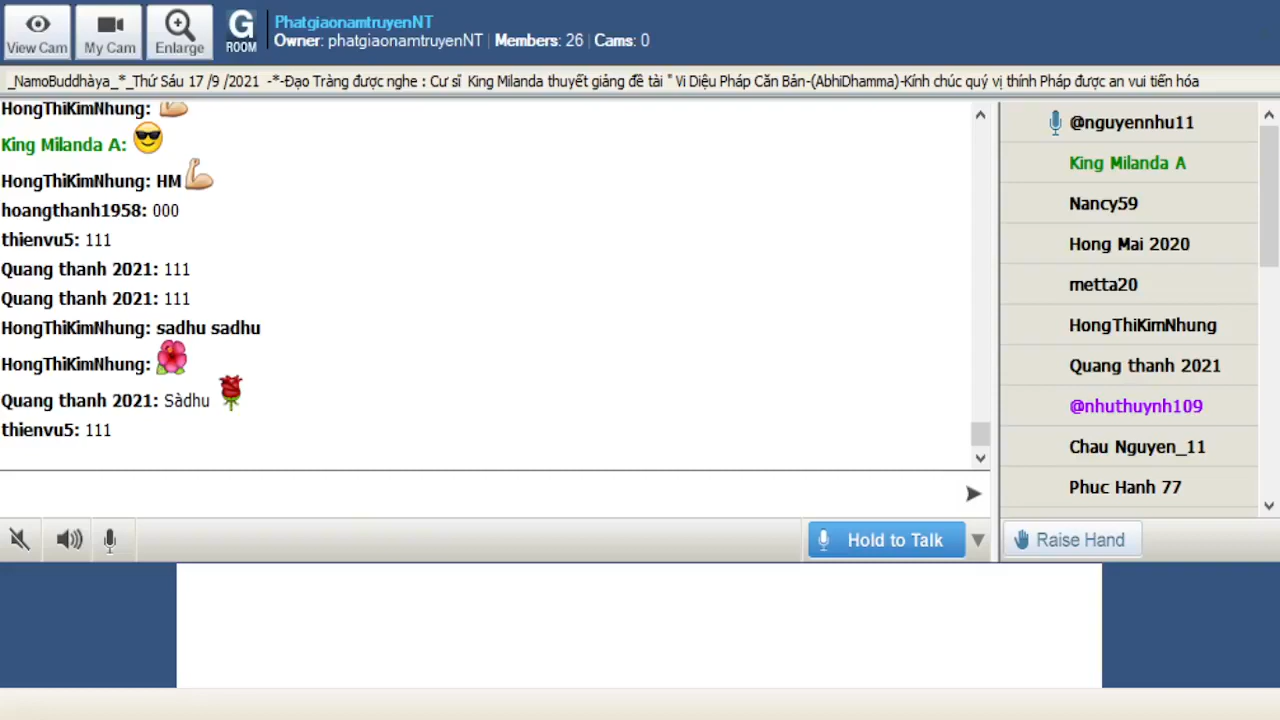 View Cam
My Cam
Enlarge
G
ROOM
PhatgiaonamtruyenNT
Owner: phatgiaonamtruyenNT | Members: 26 | Cams: 0
_NamoBuddhàya_*_Thứ Sáu 17 /9 /2021 -*-Đạo Tràng được nghe : Cư sĩ King Milanda thuyết giảng đề tài " Vi Diệu Pháp Căn Bản-(AbhiDhamma)-Kính chúc quý vị thính Pháp được an vui tiến hóa
HongThiKimNhung:
King Milanda A:
HongThiKimNhung: HM
hoangthanh1958: 000
thienvu5: 111
Quang thanh 2021: 111
Quang thanh 2021: 111
HongThiKimNhung: sadhu sadhu
HongThiKimNhung:
Quang thanh 2021: Sàdhu
thienvu5: 111
@nguyennhu11
King Milanda A
Nancy59
Hong Mai 2020
metta20
HongThiKimNhung
Quang thanh 2021
@nhuthuynh109
Chau Nguyen_11
Phuc Hanh 77
Hold to Talk
Raise Hand